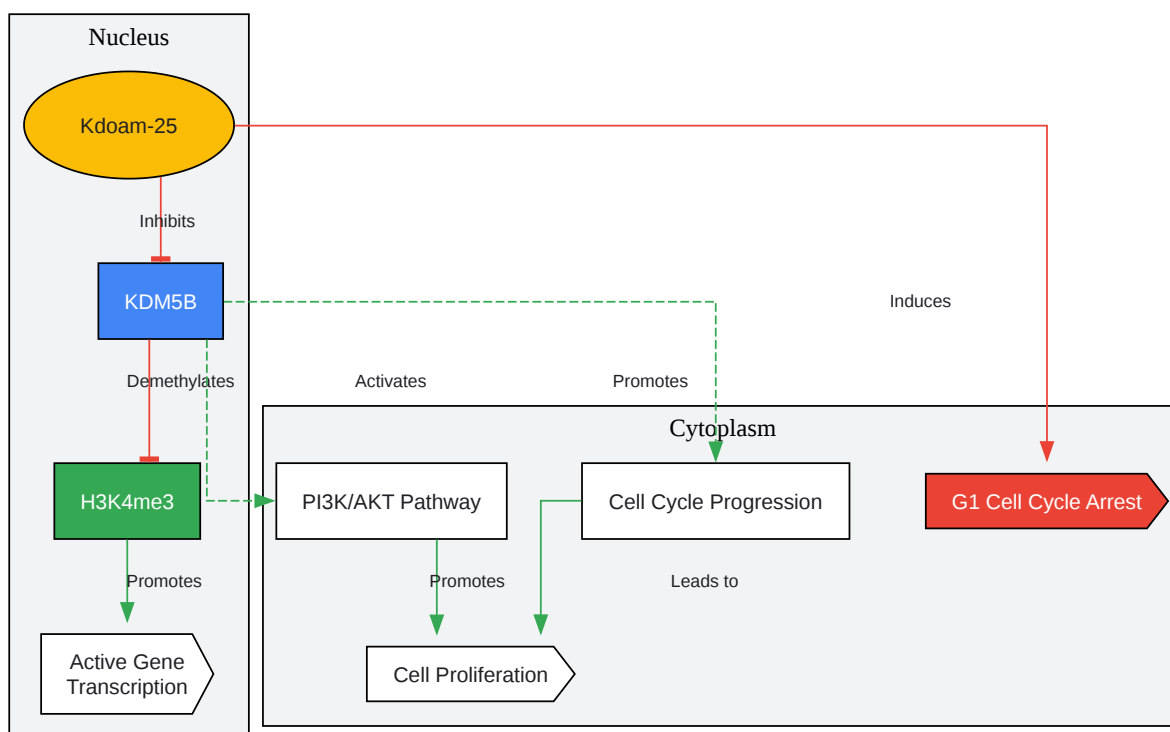 Nucleus
Kdoam-25
Inhibits
KDM5B
Induces
Demethylates
Activates
Promotes
Cytoplasm
H3K4me3
PI3K/AKT Pathway
Cell Cycle Progression
G1 Cell Cycle Arrest
Promotes
Promotes
Leads to
Active Gene
Transcription
Cell Proliferation